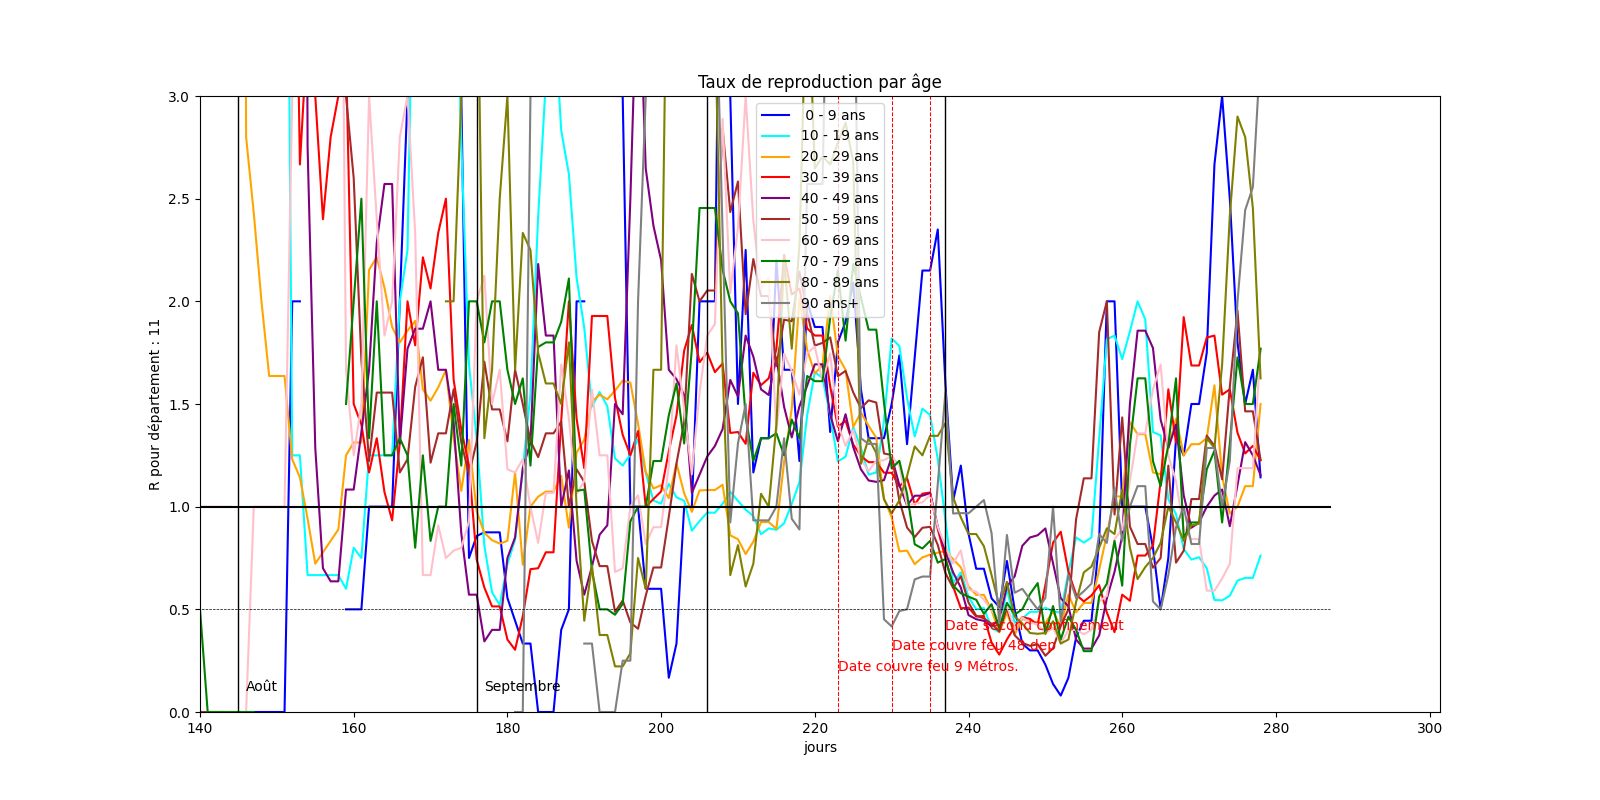 Taux de reproduction par âge
R pour département : 11
3.0
2.5
2.0
1.5
1.0
0.5
0.0
0 - 9 ans
10 - 19 ans
20 - 29 ans
30 - 39 ans
40 - 49 ans
50 - 59 ans
60 - 69 ans
70 - 79 ans
80 - 89 ans
90 ans+
Date second confinement
Date couvre feu 48 dep
Date couvre feu 9 Métros.
Août
Septembre
140 160 180 200 220 240 260 280 300
jours